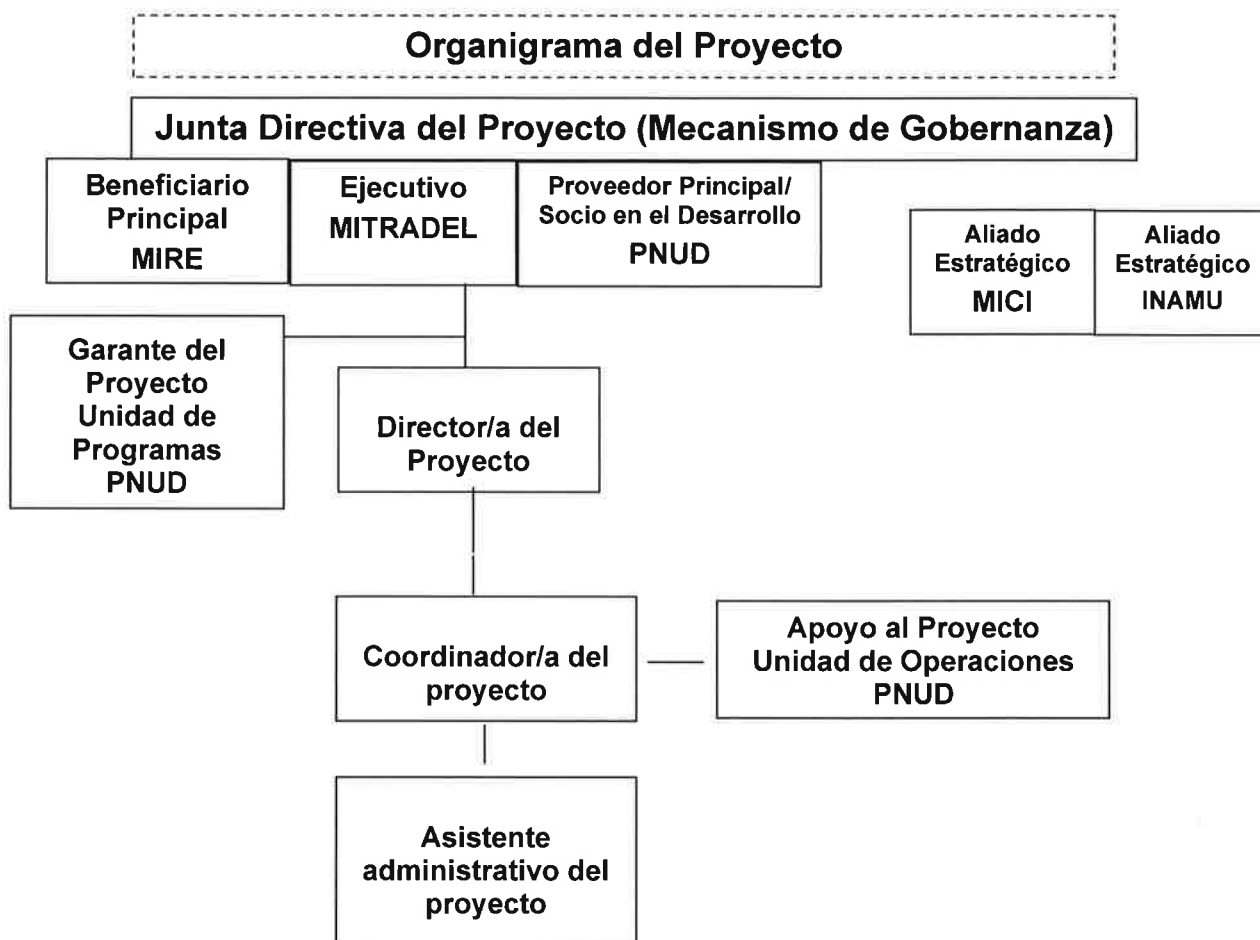 Organigrama del Proyecto
Junta Directiva del Proyecto (Mecanismo de Gobernanza)
Beneficiario
Principal
MIRE
Ejecutivo
MITRADEL
Proveedor Principal/
Socio en el Desarrollo
PNUD
Aliado
Estratégico
MICI
Aliado
Estratégico
INAMU
Garante del
Proyecto
Unidad de
Programas
PNUD
Director/a del
Proyecto
Coordinador/a del
proyecto
Apoyo al Proyecto
Unidad de Operaciones
PNUD
Asistente
administrativo del
proyecto